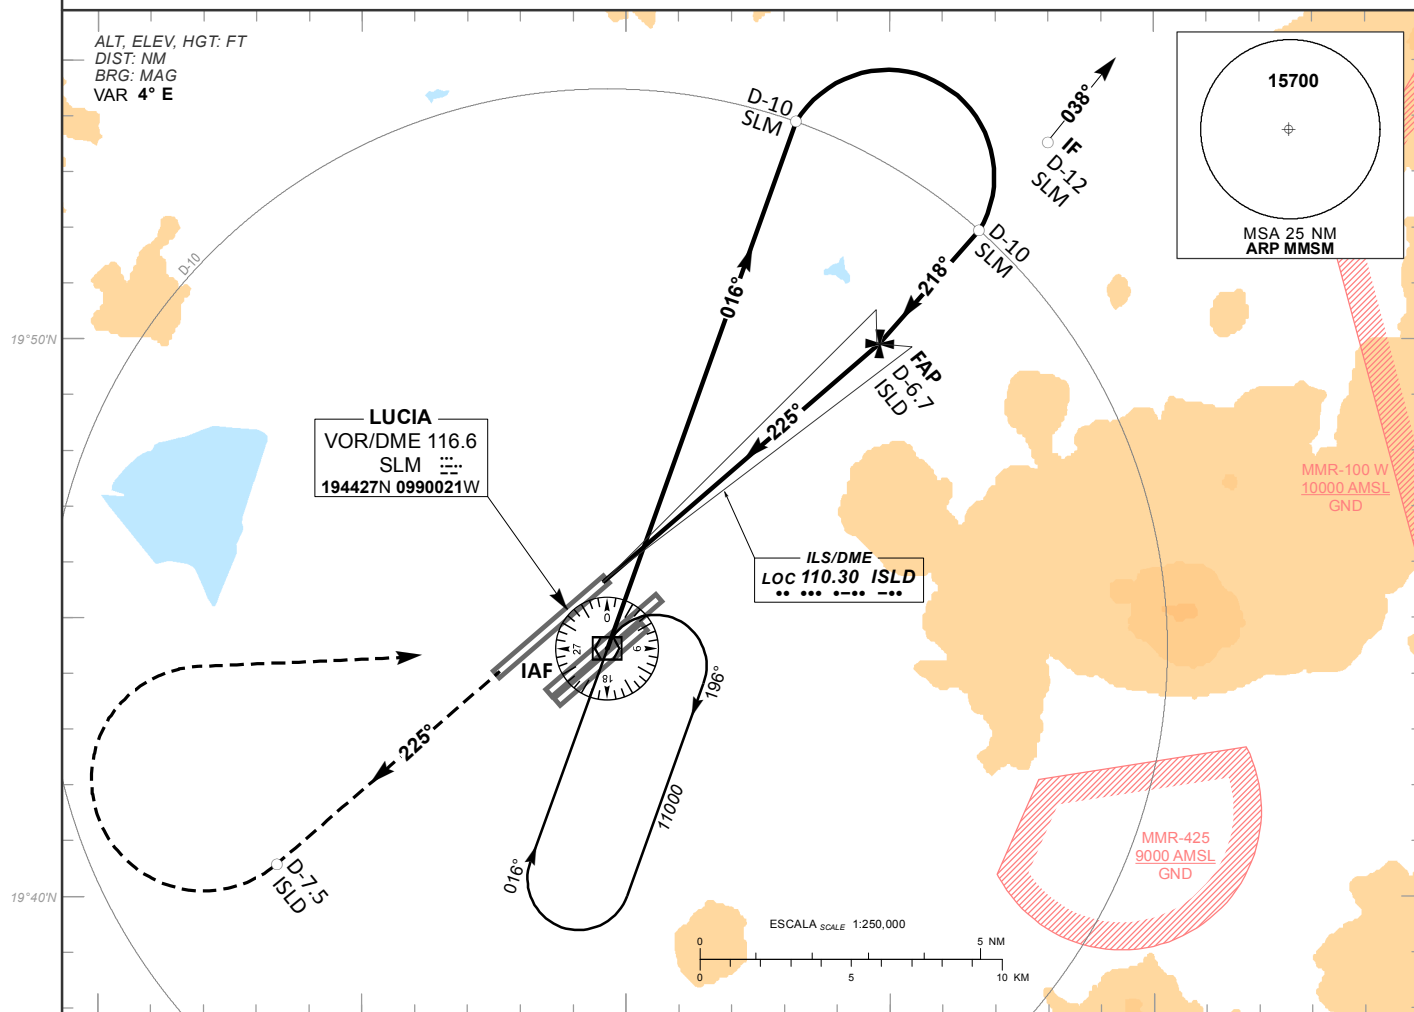 ALT, ELEV, HGT: FT
DIST: NM
BRG: MAG
VAR 4° E
D-10
SLM
038°
IF
D-12
SLM
15700
MSA 25 NM
ARP MMSM
D-10
D-10
SLM
218°
016°
19°50'N
FAP
D-6.7
ISLD
225°
LUCIA
VOR/DME 116.6
SLM
194427N 0990021W
MMR-100 W
10000 AMSL
GND
ILS/DME
LOC 110.30 ISLD
0
9
18
27
IAF
196°
225°
11000
016°
D-7.5
ISLD
MMR-425
9000 AMSL
GND
19°40'N
ESCALA SCALE 1:250,000
0 5 NM
0 5 10 KM